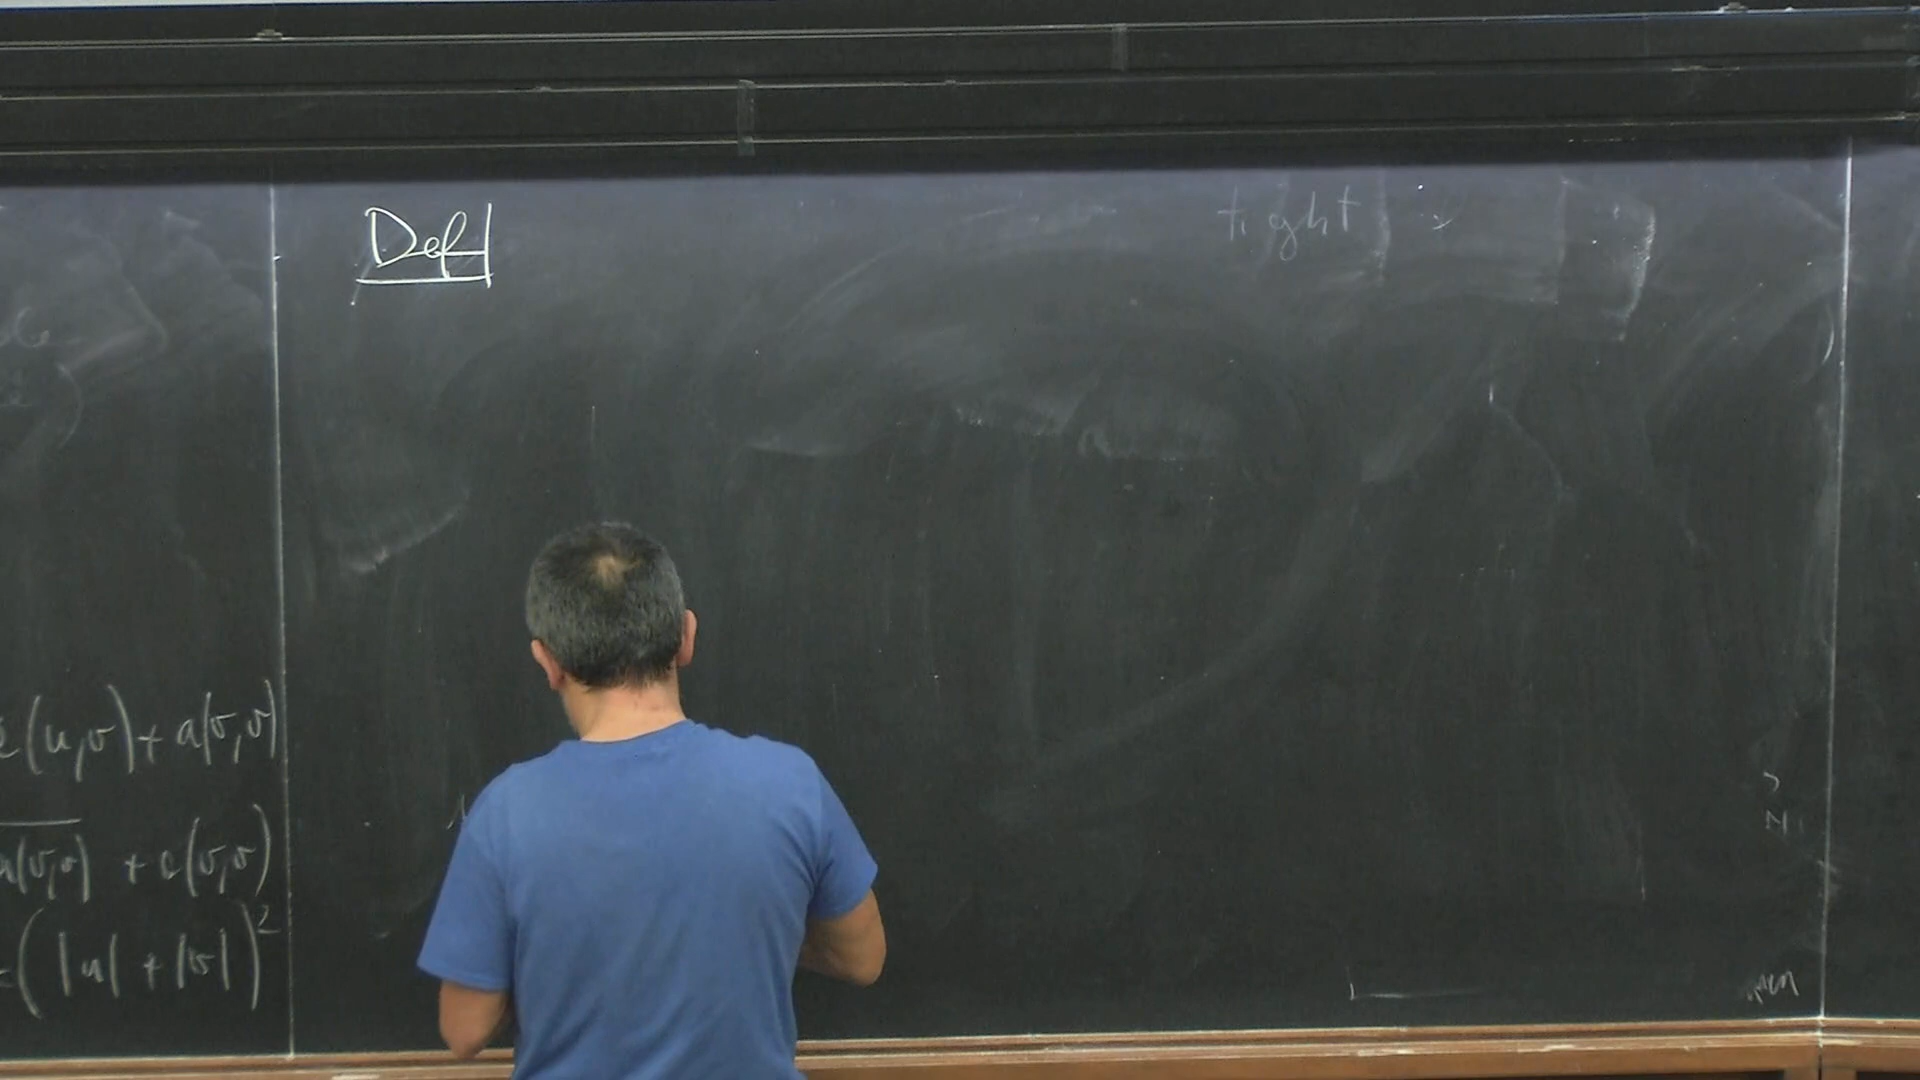 Def
tight
(u,v) + a(v,v)
a(v,v) + a(v,v)
= (|u| + |v|)²